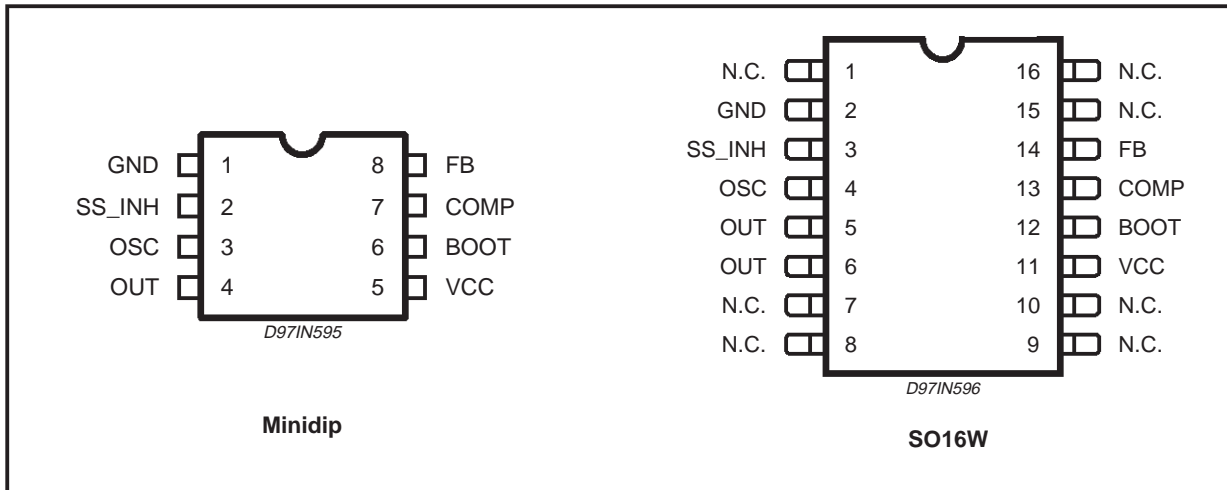 GND 1 8 FB
SS_INH 2 7 COMP
OSC 3 6 BOOT
OUT 4 5 VCC
D97IN595
Minidip
N.C. 1 16 N.C.
GND 2 15 N.C.
SS_INH 3 14 FB
OSC 4 13 COMP
OUT 5 12 BOOT
OUT 6 11 VCC
N.C. 7 10 N.C.
N.C. 8 9 N.C.
D97IN596
SO16W